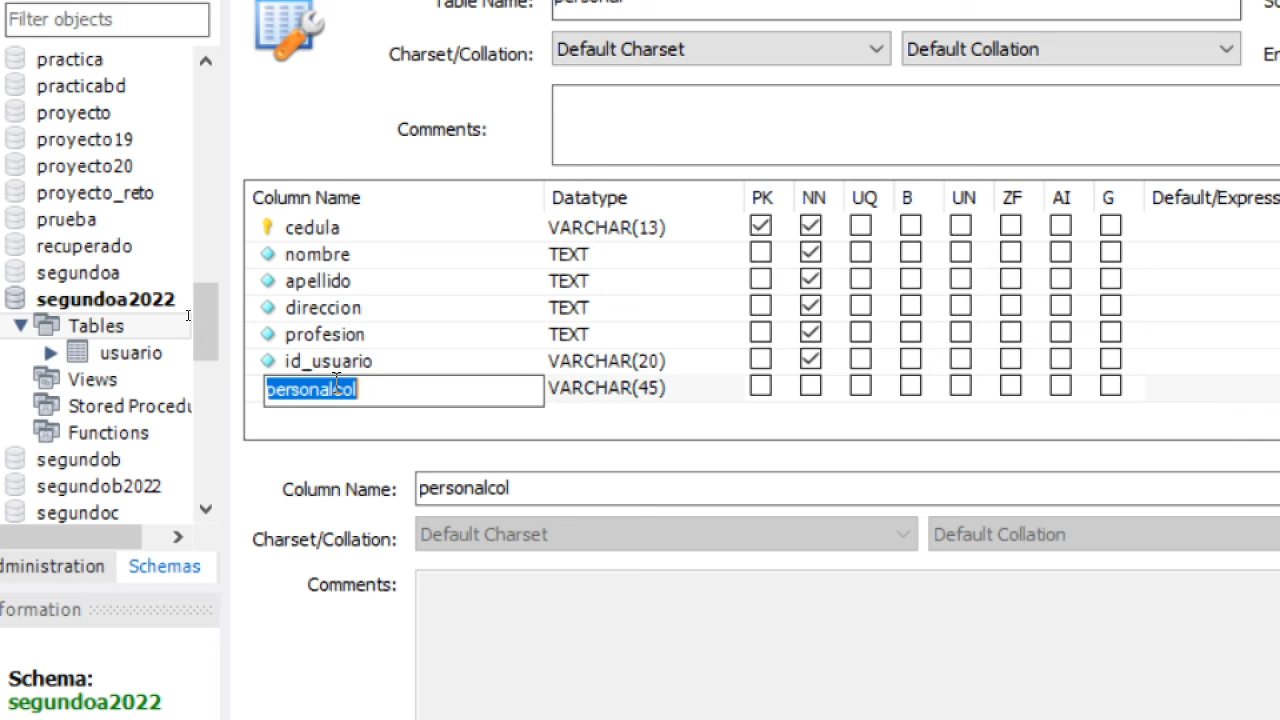 Filter objects
practica
practicabd
proyecto
proyecto19
proyecto20
proyecto_reto
prueba
recuperado
segundoa
segundoa2022
Tables
usuario
Views
Stored Procedu
Functions
segundob
segundob2022
segundoc
dministration Schemas
formation
Schema:
segundoa2022
Table Name: personal
Charset/Collation: Default Charset Default Collation En
Comments:
Column Name Datatype PK NN UQ B UN ZF AI G Default/Express
cedula VARCHAR(13)
nombre TEXT
apellido TEXT
direccion TEXT
profesion TEXT
id_usuario VARCHAR(20)
personalcol VARCHAR(45)
Column Name: personalcol
Charset/Collation: Default Charset Default Collation
Comments: